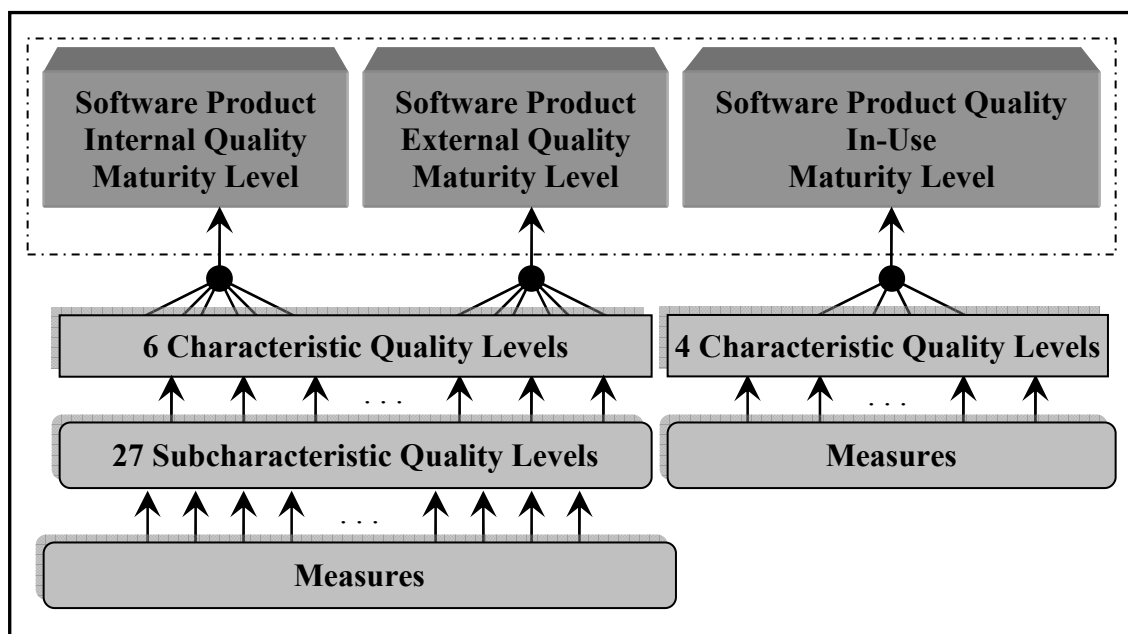 Software Product
Internal Quality
Maturity Level
Software Product
External Quality
Maturity Level
Software Product Quality
In-Use
Maturity Level
6 Characteristic Quality Levels
4 Characteristic Quality Levels
. . .
. . .
27 Subcharacteristic Quality Levels
Measures
. . .
Measures